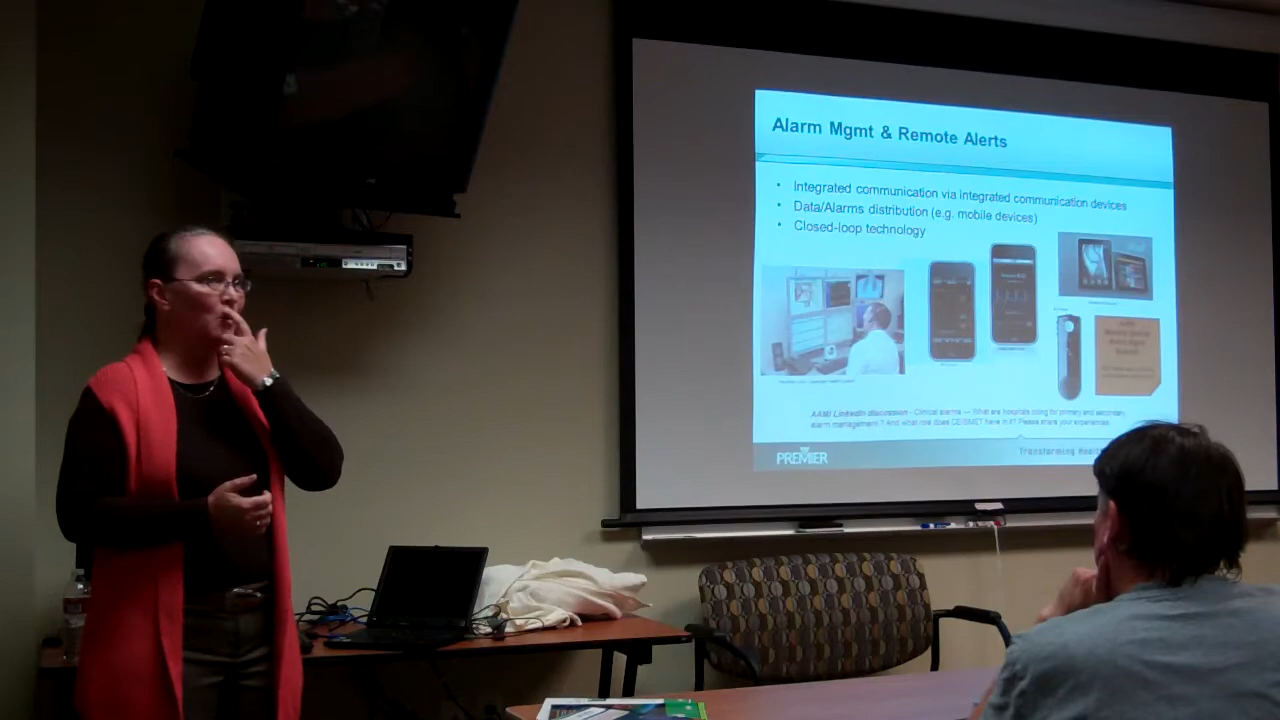 Alarm Mgmt & Remote Alerts
• Integrated communication via integrated communication devices
• Data/Alarms distribution (e.g. mobile devices)
• Closed-loop technology
AAMI LinkedIn discussion - Clinical alarms — What are hospitals doing for primary and secondary
alarm management? And what role does CE/BMET have in it? Please share your experiences
PREMIER
Transforming Health